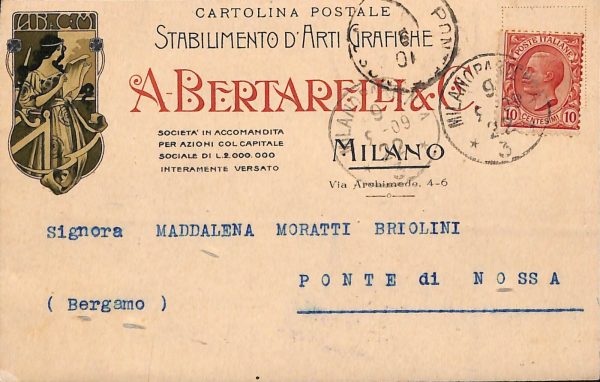 CARTOLINA POSTALE
STABILIMENTO D'ARTI GRAFICHE
A. BERTARELLI & C.
SOCIETA' IN ACCOMANDITA
PER AZIONI COL CAPITALE
SOCIALE DI L. 2.000.000
INTERAMENTE VERSATO
MILANO
Via Archimede, 4-6
POSTE ITALIANE
10 CENTESIMI 10
Signora MADDALENA MORATTI BRIOLINI
PONTE di NOSSA
( Bergamo )